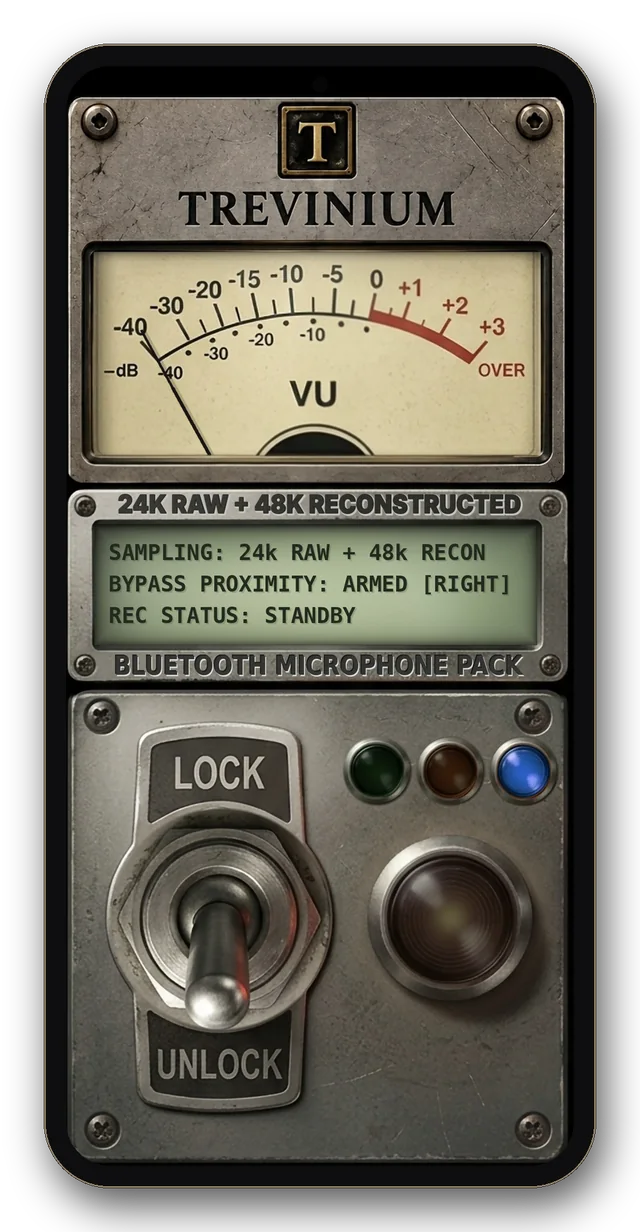 T
TREVINIUM
-40 -30 -20 -15 -10 -5 0 +1 +2 +3
-40 -30 -20 -10
–dB
OVER
VU
24K RAW + 48K RECONSTRUCTED
SAMPLING: 24k RAW + 48k RECON
BYPASS PROXIMITY: ARMED [RIGHT]
REC STATUS: STANDBY
BLUETOOTH MICROPHONE PACK
LOCK
UNLOCK